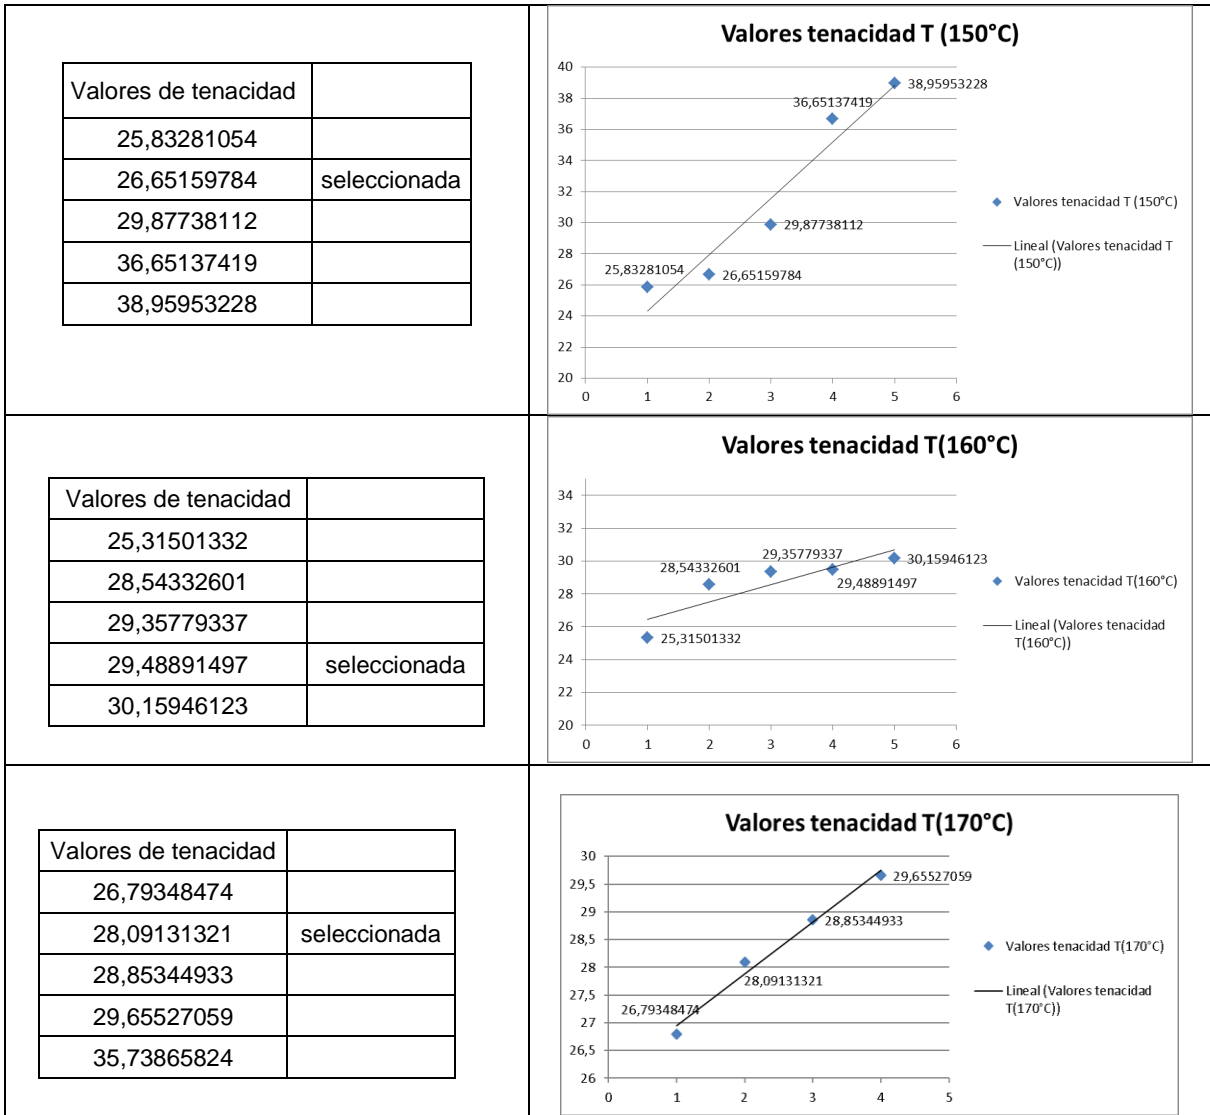 Valores de tenacidad
25,83281054
26,65159784 seleccionada
29,87738112
36,65137419
38,95953228
Valores tenacidad T (150°C)
40
38
36
34
32
30
28
26
24
22
20
0 1 2 3 4 5 6
25,83281054
26,65159784
29,87738112
36,65137419
38,95953228
Valores tenacidad T (150°C)
Lineal (Valores tenacidad T
(150°C))
Valores de tenacidad
25,31501332
28,54332601
29,35779337
29,48891497 seleccionada
30,15946123
Valores tenacidad T(160°C)
34
32
30
28
26
24
22
20
0 1 2 3 4 5 6
25,31501332
28,54332601
29,35779337
29,48891497
30,15946123
Valores tenacidad T(160°C)
Lineal (Valores tenacidad
T(160°C))
Valores de tenacidad
26,79348474
28,09131321 seleccionada
28,85344933
29,65527059
35,73865824
Valores tenacidad T(170°C)
30
29,5
29
28,5
28
27,5
27
26,5
26
0 1 2 3 4 5
26,79348474
28,09131321
28,85344933
29,65527059
Valores tenacidad T(170°C)
Lineal (Valores tenacidad
T(170°C))